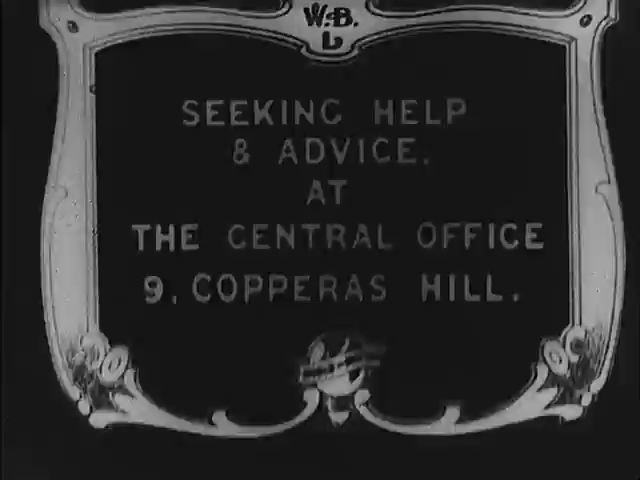 W.B.
L
SEEKING HELP
& ADVICE.
AT
THE CENTRAL OFFICE
9, COPPERAS HILL.